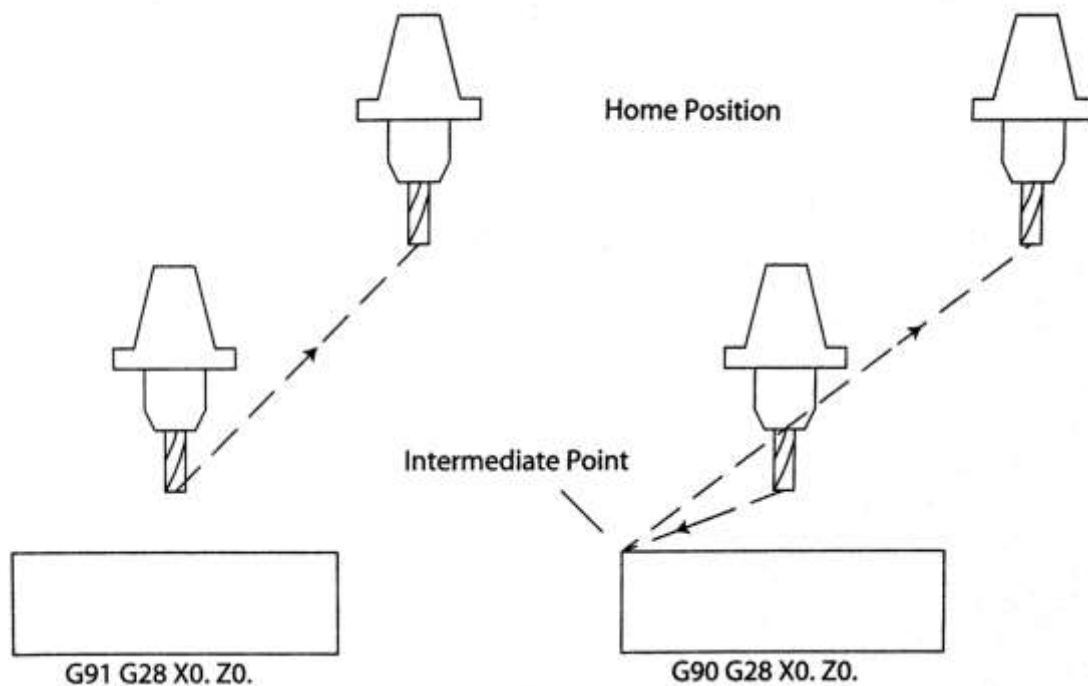 Home Position
Intermediate Point
G91 G28 X0. Z0.
G90 G28 X0. Z0.